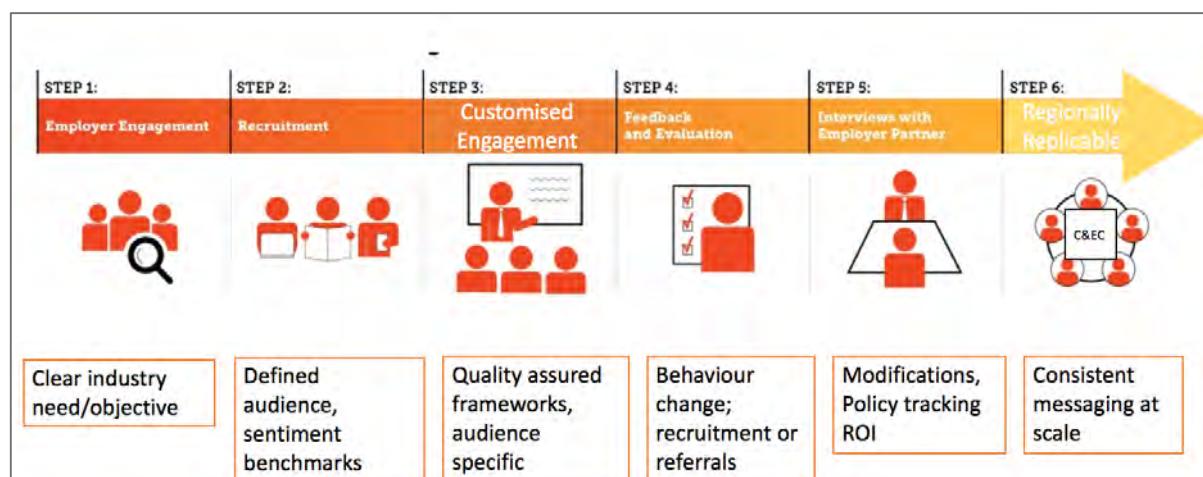 STEP 1:
Employer Engagement
STEP 2:
Recruitment
STEP 3:
Customised
Engagement
STEP 4:
Feedback
and Evaluation
STEP 5:
Interviews with
Employer Partner
STEP 6:
Regionally
Replicable
C&EC
Clear industry
need/objective
Defined
audience,
sentiment
benchmarks
Quality assured
frameworks,
audience
specific
Behaviour
change;
recruitment or
referrals
Modifications,
Policy tracking
ROI
Consistent
messaging at
scale